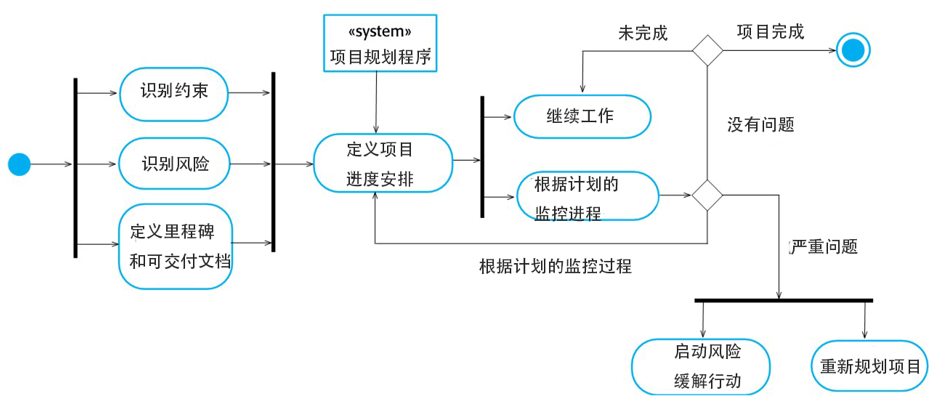 «system»
项目规划程序
未完成
项目完成
识别约束
继续工作
没有问题
识别风险
定义项目
进度安排
根据计划的
监控进程
定义里程碑
和可交付文档
根据计划的监控过程
严重问题
启动风险
缓解行动
重新规划项目